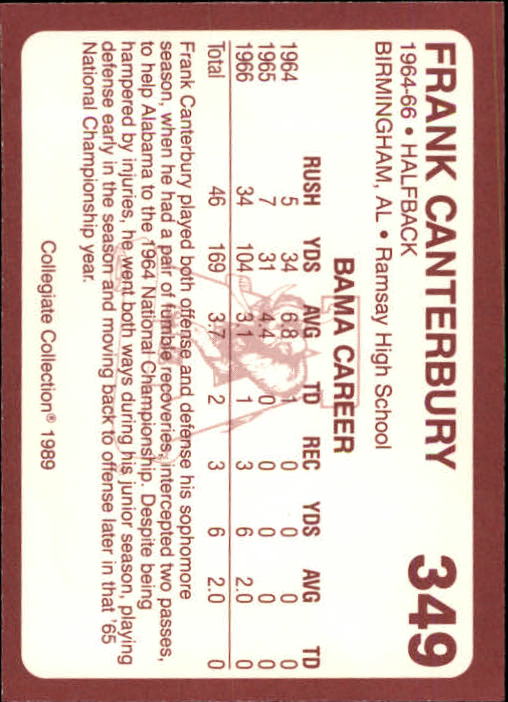 FRANK CANTERBURY 349
1964-66 • HALFBACK
BIRMINGHAM, AL • Ramsay High School
BAMA CAREER
RUSH YDS AVG TD REC YDS AVG TD
1964 5 34 6.8 1 0 0 0 0
1965 7 31 4.4 0 0 0 0 0
1966 34 104 3.1 1 3 6 2.0 0
Total 46 169 3.7 2 3 6 2.0 0
Frank Canterbury played both offense and defense his sophomore
season, when he had a pair of fumble recoveries, intercepted two passes,
to help Alabama to the 1964 National Championship. Despite being
hampered by injuries, he went both ways during his junior season, playing
defense early in the season and moving back to offense later in that '65
National Championship year.
Collegiate Collection® 1989